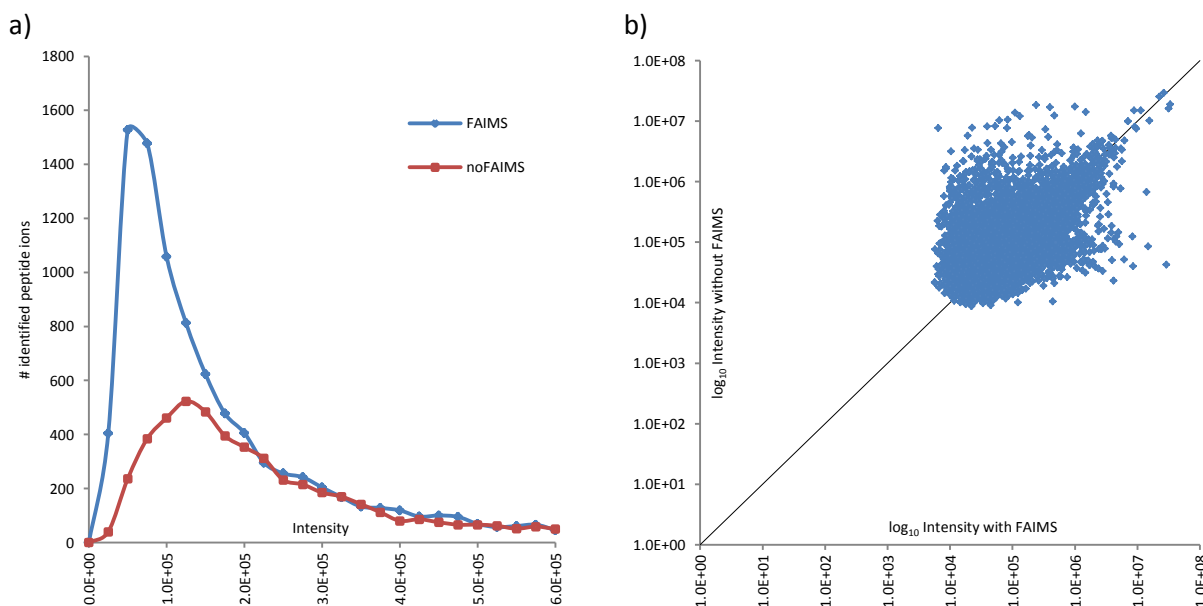 a)
1800
1600
1400
1200
1000
800
600
400
200
0
# identified peptide ions
FAIMS
noFAIMS
Intensity
0.0E+00
1.0E+05
2.0E+05
3.0E+05
4.0E+05
5.0E+05
6.0E+05
b)
1.0E+08
1.0E+07
1.0E+06
1.0E+05
1.0E+04
1.0E+03
1.0E+02
1.0E+01
1.0E+00
log₁₀ Intensity without FAIMS
log₁₀ Intensity with FAIMS
1.0E+00
1.0E+01
1.0E+02
1.0E+03
1.0E+04
1.0E+05
1.0E+06
1.0E+07
1.0E+08